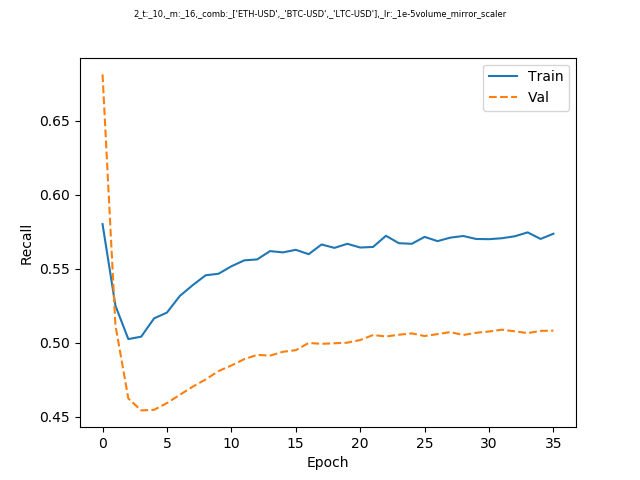 2_t:_10,_m:_16,_comb:_['ETH-USD',_'BTC-USD',_'LTC-USD'],_lr:_1e-5volume_mirror_scaler
Train
Val
0.65
0.60
0.55
0.50
0.45
Recall
0 5 10 15 20 25 30 35
Epoch